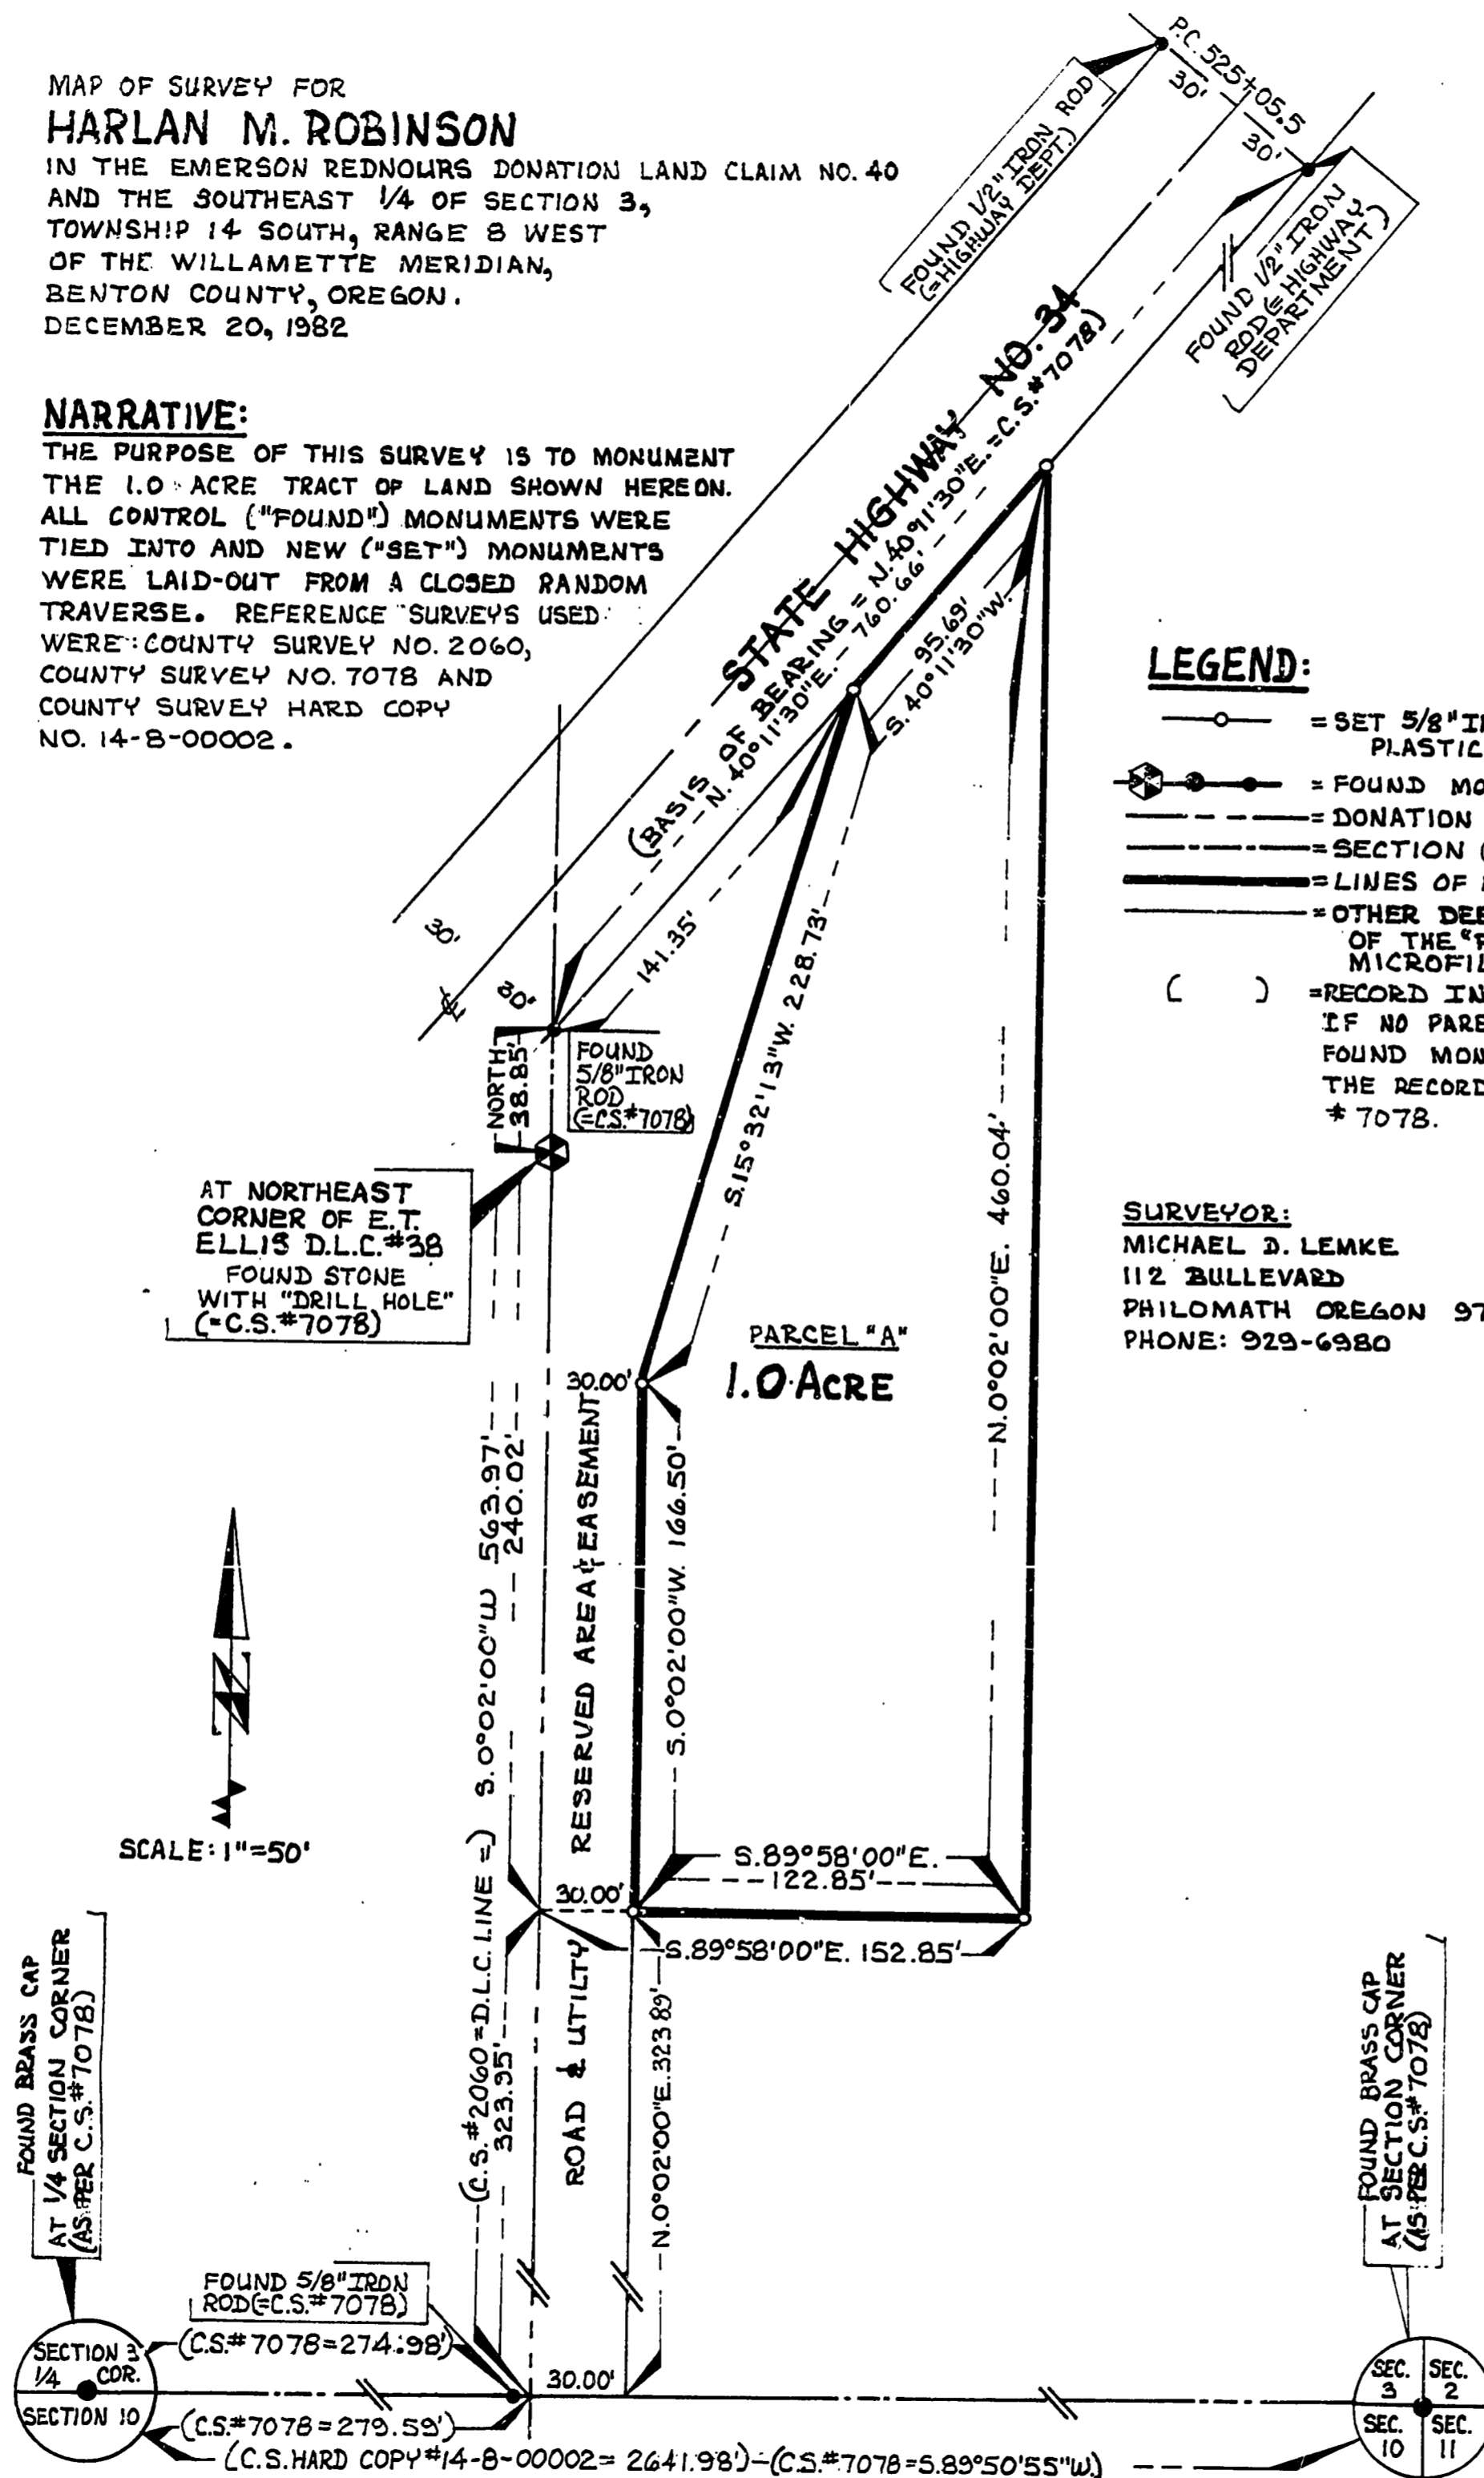 MAP OF SURVEY FOR
HARLAN M. ROBINSON
IN THE EMERSON REDNOURS DONATION LAND CLAIM NO. 40
AND THE SOUTHEAST 1/4 OF SECTION 3,
TOWNSHIP 14 SOUTH, RANGE 8 WEST
OF THE WILLAMETTE MERIDIAN,
BENTON COUNTY, OREGON.
DECEMBER 20, 1982
NARRATIVE:
THE PURPOSE OF THIS SURVEY IS TO MONUMENT
THE 1.0 ACRE TRACT OF LAND SHOWN HEREON.
ALL CONTROL ("FOUND") MONUMENTS WERE
TIED INTO AND NEW ("SET") MONUMENTS
WERE LAID-OUT FROM A CLOSED RANDOM
TRAVERSE. REFERENCE SURVEYS USED
WERE: COUNTY SURVEY NO. 2060,
COUNTY SURVEY NO. 7078 AND
COUNTY SURVEY HARD COPY
NO. 14-8-00002.
P.C. 525+05.5
30'
30'
FOUND 1/2" IRON ROD
(=HIGHWAY DEPT.)
FOUND 1/2" IRON
ROD (=HIGHWAY
DEPARTMENT)
STATE HIGHWAY NO. 34
(BASIS OF BEARING = N.40°11'30"E. = C.S.#7078)
N.40°11'30"E. 760.66'
95.69'
S.40°11'30"W.
141.35'
30'
℄
30'
NORTH
38.85'
FOUND
5/8" IRON
ROD
(=C.S.#7078)
AT NORTHEAST
CORNER OF E.T.
ELLIS D.L.C.#38
FOUND STONE
WITH "DRILL HOLE"
(=C.S.#7078)
S.15°32'13"W. 228.73'
N.0°02'00"E. 460.04'
PARCEL "A"
1.0 ACRE
LEGEND:
= SET 5/8" I
PLASTIC
= FOUND MO
= DONATION
= SECTION
= LINES OF
= OTHER DEE
OF THE
MICROFI
( ) =RECORD IN
IF NO PARE
FOUND MON
THE RECORD
# 7078.
SURVEYOR:
MICHAEL D. LEMKE
112 BULLEVARD
PHILOMATH OREGON 97
PHONE: 929-6980
30.00'
(C.S.#2060=D.L.C. LINE =) S.0°02'00"W 563.97'
240.02'
323.95'
ROAD & UTILTY RESERVED AREA & EASEMENT
S.0°02'00"W. 166.50'
SCALE: 1"=50'
S.89°58'00"E.
122.85'
30.00'
S.89°58'00"E. 152.85'
N.0°02'00"E. 323.89'
FOUND BRASS CAP
AT 1/4 SECTION CORNER
(AS PER C.S.#7078)
FOUND BRASS CAP
AT SECTION CORNER
(AS PER C.S.#7078)
FOUND 5/8" IRON
ROD (=C.S.#7078)
(C.S.#7078=274.98')
SECTION 3
1/4 COR.
SECTION 10
30.00'
(C.S.#7078=279.59')
(C.S. HARD COPY #14-8-00002= 2641.98')-(C.S.#7078=S.89°50'55"W.)
SEC. 3
SEC. 2
SEC. 10
SEC. 11